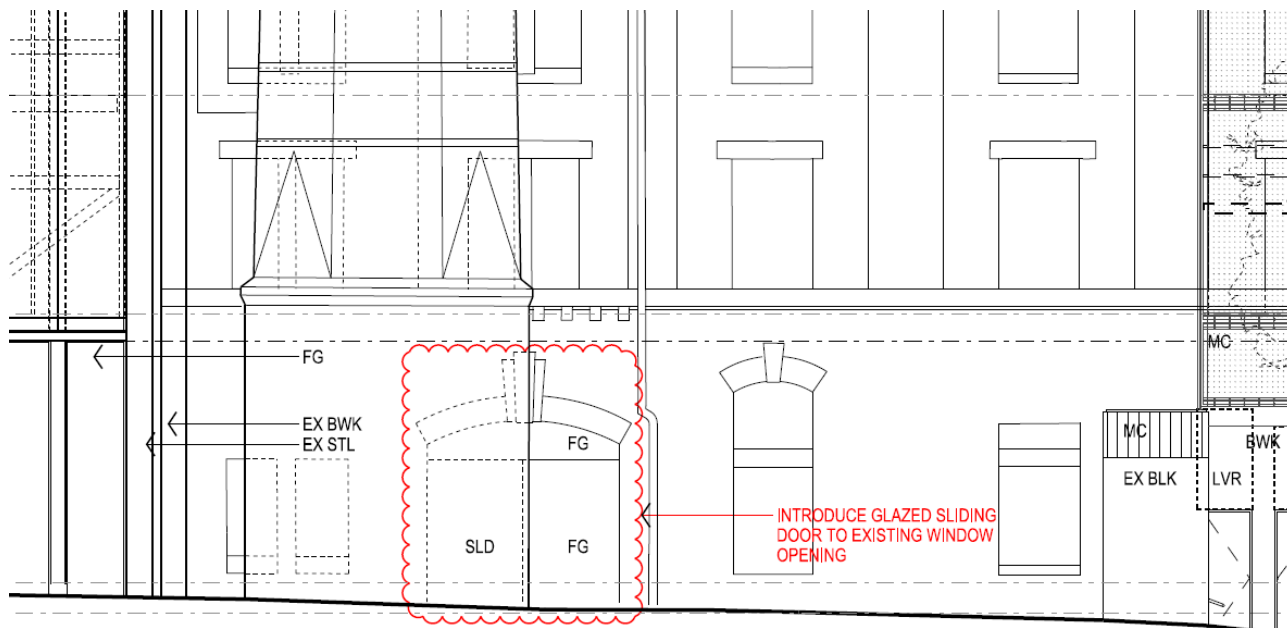 FG
MC
EX BWK
EX STL
FG
MC
BWK
EX BLK
LVR
INTRODUCE GLAZED SLIDING
DOOR TO EXISTING WINDOW
OPENING
SLD
FG